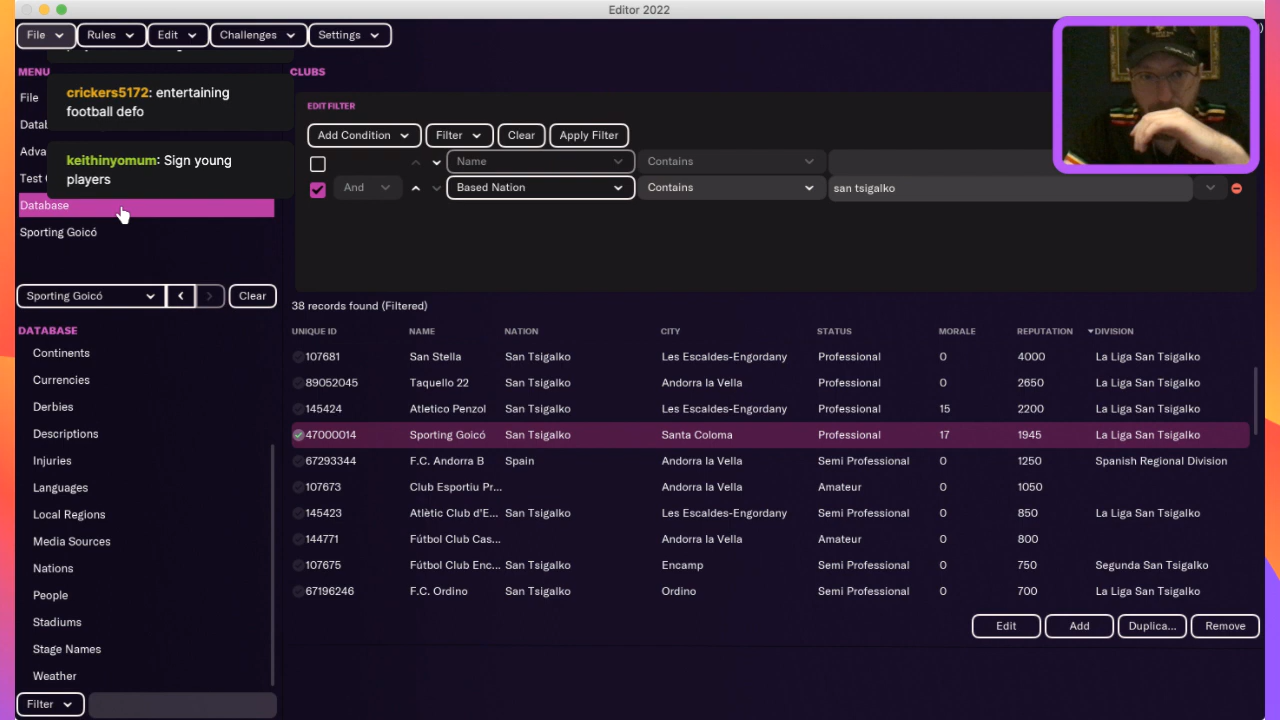 Editor 2022
File
Rules
Edit
Challenges
Settings
MENU
File
crickers5172: entertaining
football defo
keithinyomum: Sign young
players
Database
Sporting Goicó
Sporting Goicó
Clear
DATABASE
Continents
Currencies
Derbies
Descriptions
Injuries
Languages
Local Regions
Media Sources
Nations
People
Stadiums
Stage Names
Weather
Filter
CLUBS
EDIT FILTER
Add Condition
Filter
Clear
Apply Filter
Name
Contains
And
Based Nation
Contains
san tsigalko
38 records found (Filtered)
UNIQUE ID NAME NATION CITY STATUS MORALE REPUTATION DIVISION
107681 San Stella San Tsigalko Les Escaldes-Engordany Professional 0 4000 La Liga San Tsigalko
89052045 Taquello 22 San Tsigalko Andorra la Vella Professional 0 2650 La Liga San Tsigalko
145424 Atletico Penzol San Tsigalko Les Escaldes-Engordany Professional 15 2200 La Liga San Tsigalko
47000014 Sporting Goicó San Tsigalko Santa Coloma Professional 17 1945 La Liga San Tsigalko
67293344 F.C. Andorra B Spain Andorra la Vella Semi Professional 0 1250 Spanish Regional Division
107673 Club Esportiu Pr... Andorra la Vella Amateur 0 1050
145423 Atlètic Club d'E... San Tsigalko Les Escaldes-Engordany Semi Professional 0 850 La Liga San Tsigalko
144771 Fútbol Club Cas... Andorra la Vella Amateur 0 800
107675 Fútbol Club Enc... San Tsigalko Encamp Semi Professional 0 750 Segunda San Tsigalko
67196246 F.C. Ordino San Tsigalko Ordino Semi Professional 0 700 La Liga San Tsigalko
Edit
Add
Duplica...
Remove